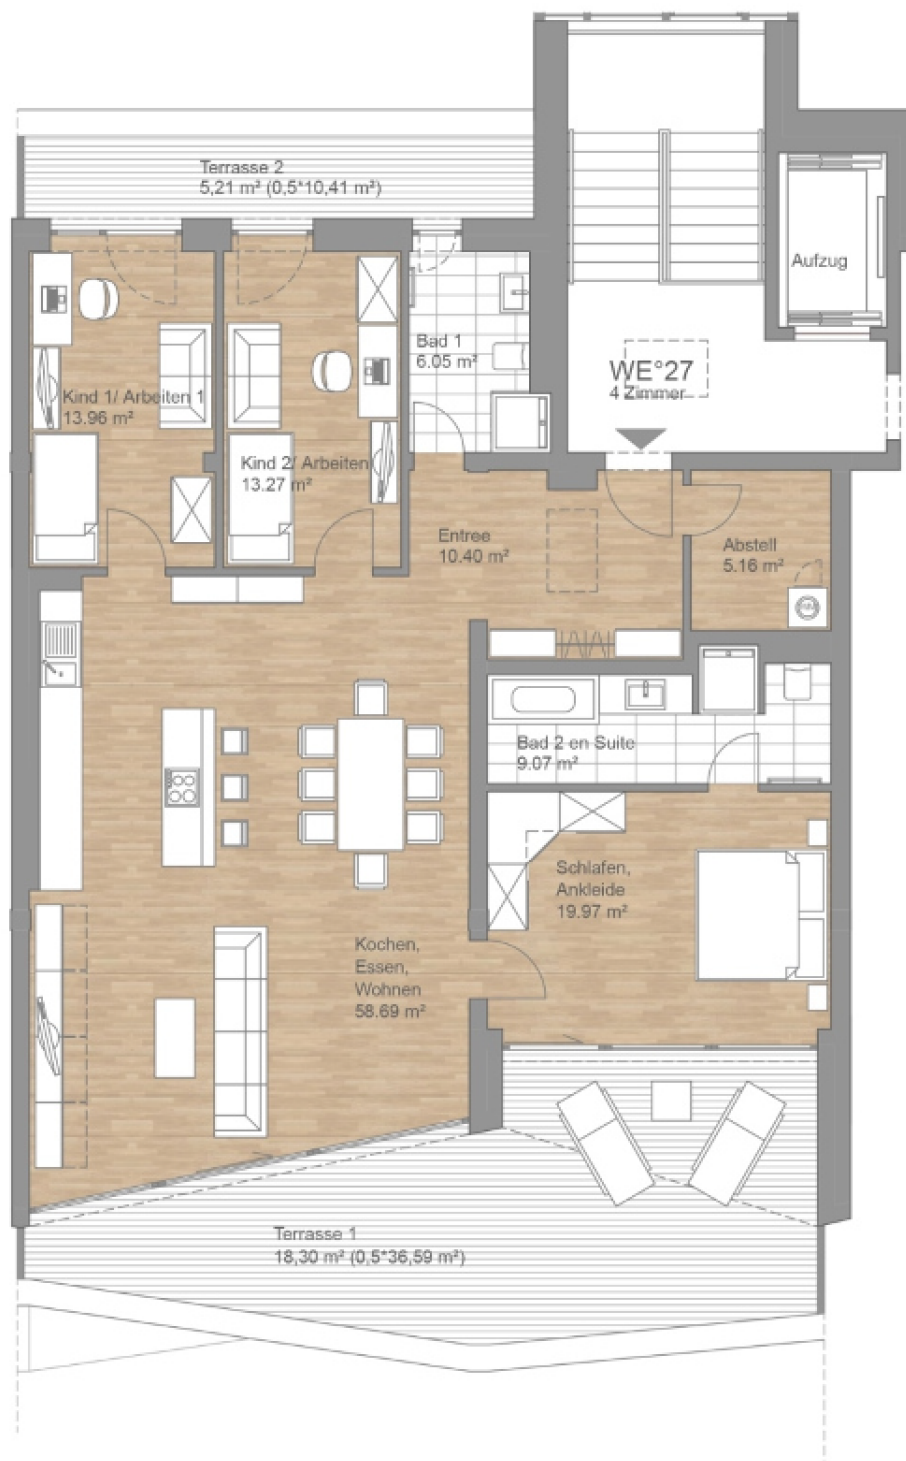 Terrasse 2
5,21 m² (0,5*10,41 m²)
Aufzug
Bad 1
6.05 m²
WE°27
4 Zimmer
Kind 1/ Arbeiten 1
13.96 m²
Kind 2/ Arbeiten
13.27 m²
Entree
10.40 m²
Abstell
5.16 m²
Bad 2 en Suite
9.07 m²
Schlafen,
Ankleide
19.97 m²
Kochen,
Essen,
Wohnen
58.69 m²
Terrasse 1
18,30 m² (0,5*36,59 m²)